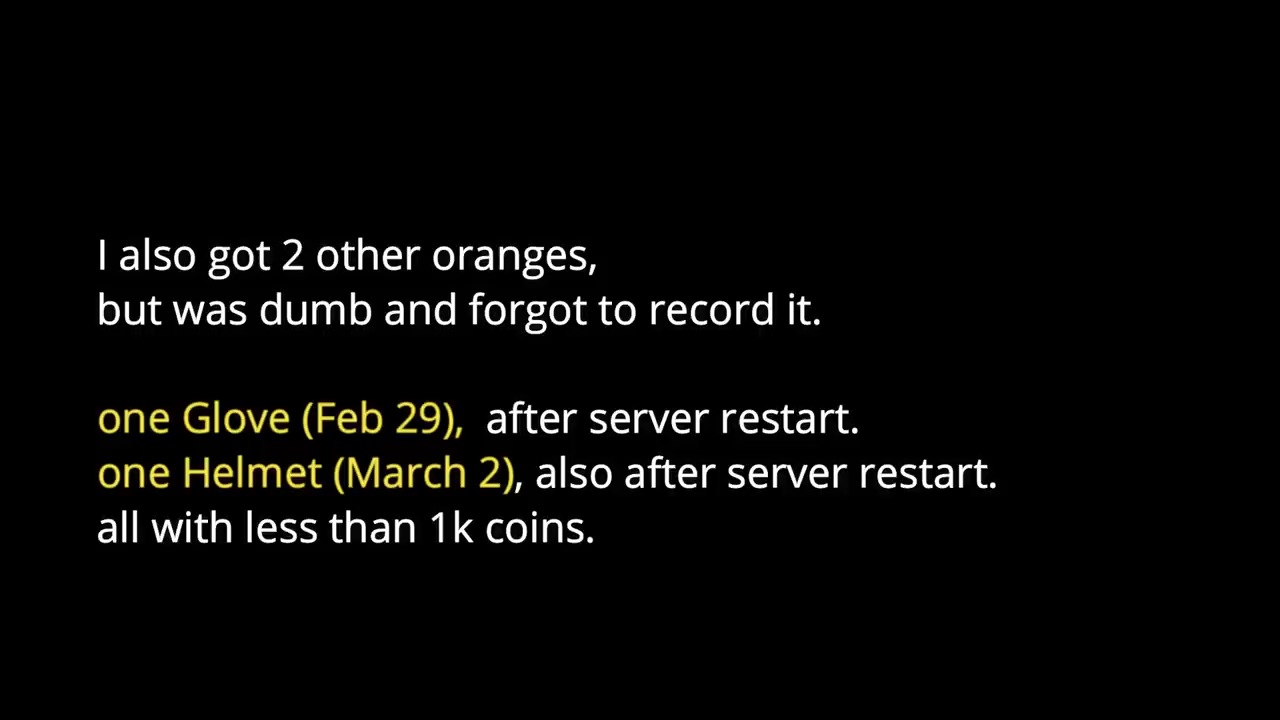 I also got 2 other oranges,
but was dumb and forgot to record it.
one Glove (Feb 29),  after server restart.
one Helmet (March 2), also after server restart.
all with less than 1k coins.